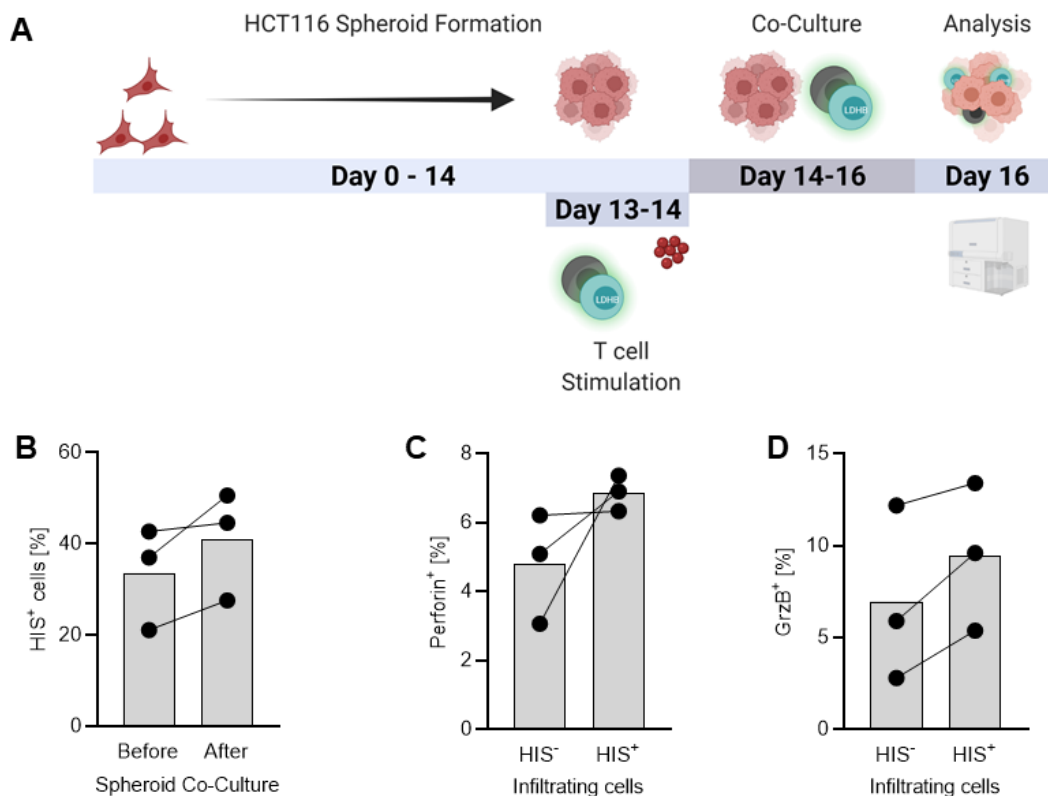 A
HCT116 Spheroid Formation
Co-Culture
Analysis
LDHB
Day 0 - 14
Day 14-16
Day 16
Day 13-14
LDHB
T cell
Stimulation
B
HIS⁺ cells [%]
60
40
20
0
Before After
Spheroid Co-Culture
C
Perforin⁺ [%]
8
6
4
2
0
HIS⁻ HIS⁺
Infiltrating cells
D
GrzB⁺ [%]
15
10
5
0
HIS⁻ HIS⁺
Infiltrating cells